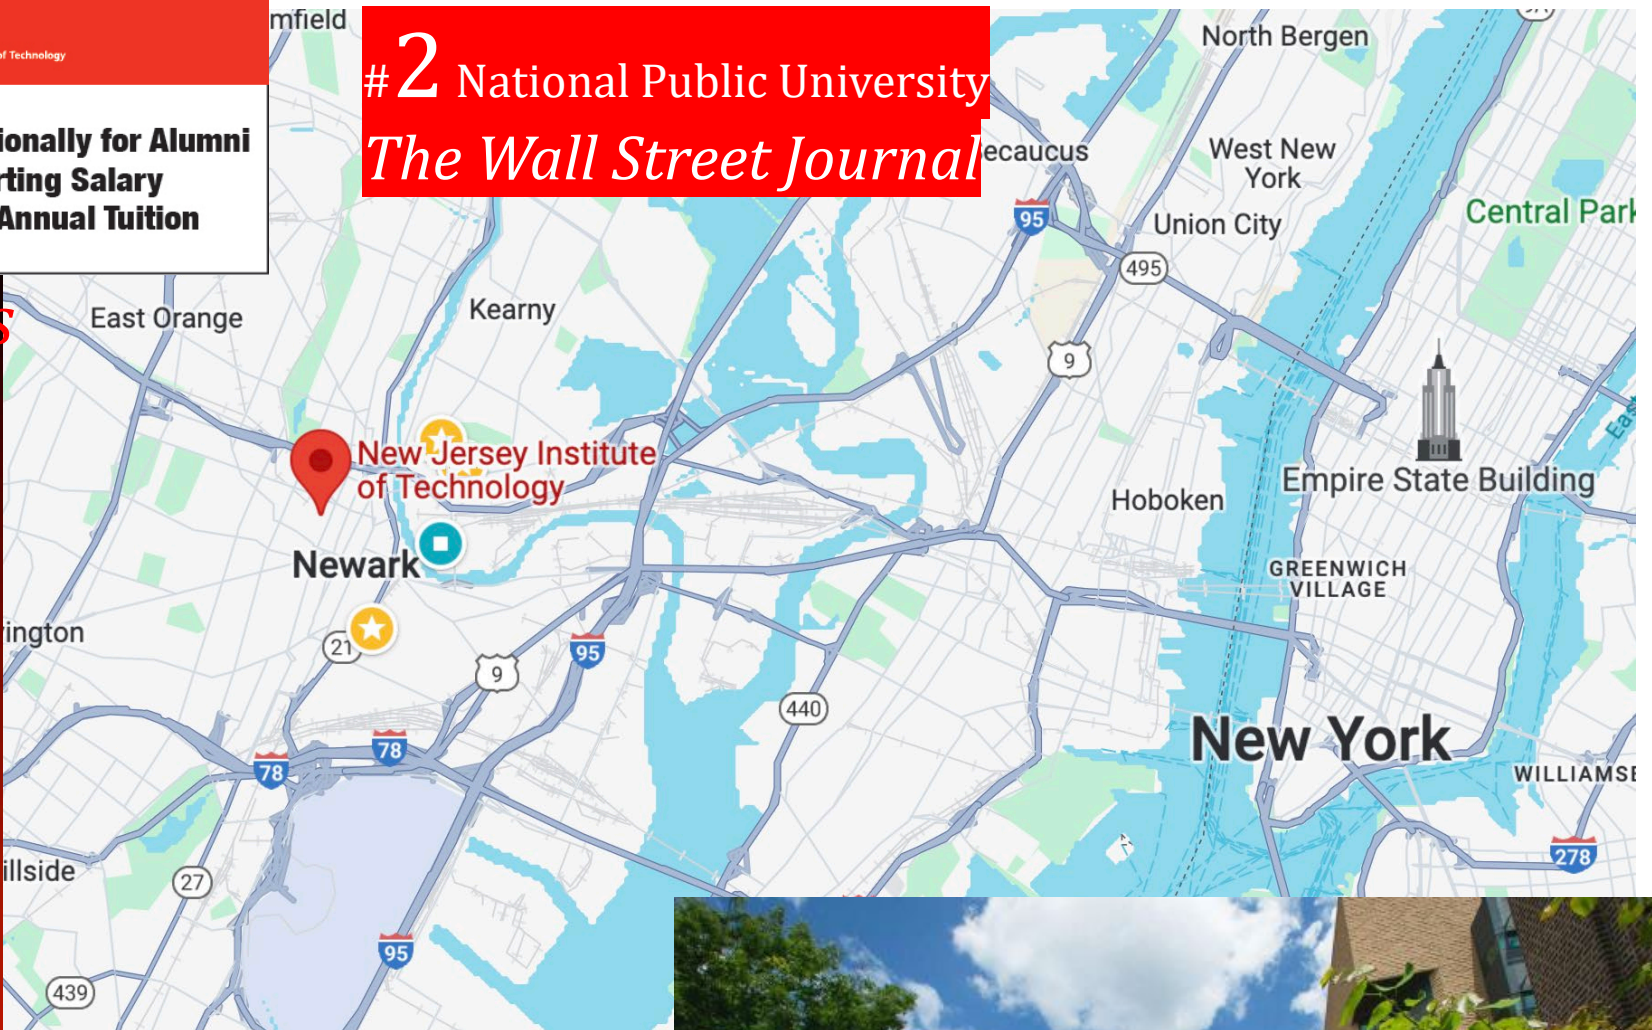 of Technology
ionally for Alumni
rting Salary
Annual Tuition
#2 National Public University
The Wall Street Journal
mfield
North Bergen
ecaucus
West New
York
95
Union City
Central Park
495
East Orange
Kearny
s
9
New Jersey Institute
of Technology
Empire State Building
East
Hoboken
Newark
GREENWICH
VILLAGE
ington
21
95
9
440
New York
78
78
WILLIAMSB
278
illside
27
95
439